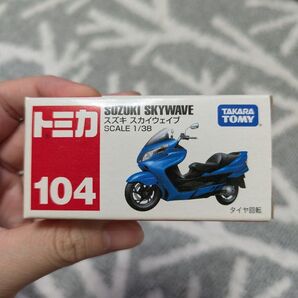 トミカ
104
SUZUKI SKYWAVE
スズキ スカイウェイブ
SCALE 1/38
TAKARA
TOMY
タイヤ回転